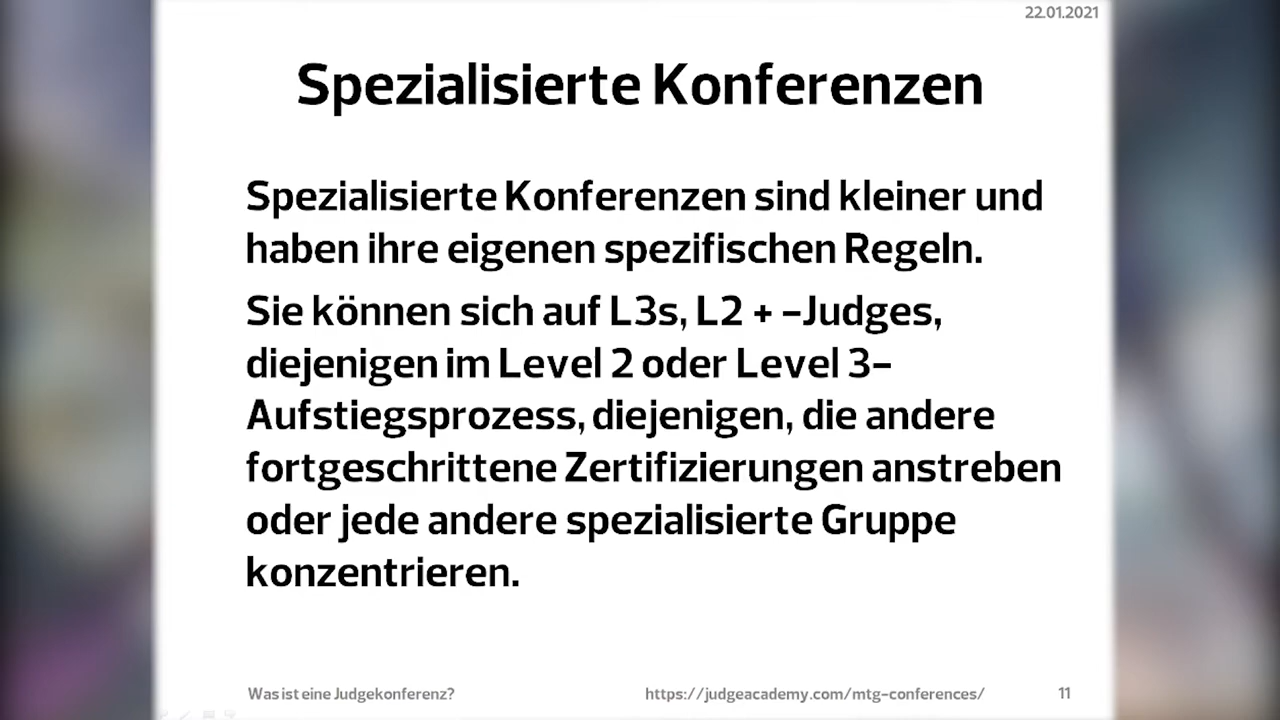 22.01.2021
Spezialisierte Konferenzen
Spezialisierte Konferenzen sind kleiner und
haben ihre eigenen spezifischen Regeln.
Sie können sich auf L3s, L2 + -Judges,
diejenigen im Level 2 oder Level 3-
Aufstiegsprozess, diejenigen, die andere
fortgeschrittene Zertifizierungen anstreben
oder jede andere spezialisierte Gruppe
konzentrieren.
Was ist eine Judgekonferenz?
https://judgeacademy.com/mtg-conferences/
11